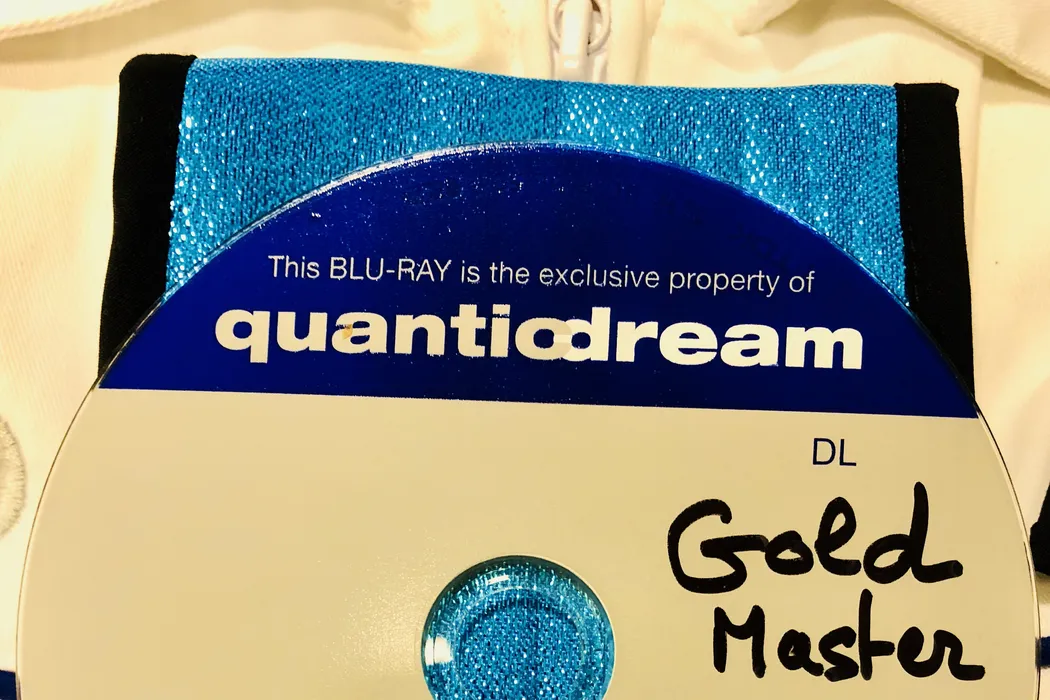 This BLU-RAY is the exclusive property of
quanticdream
DL
Gold
Master